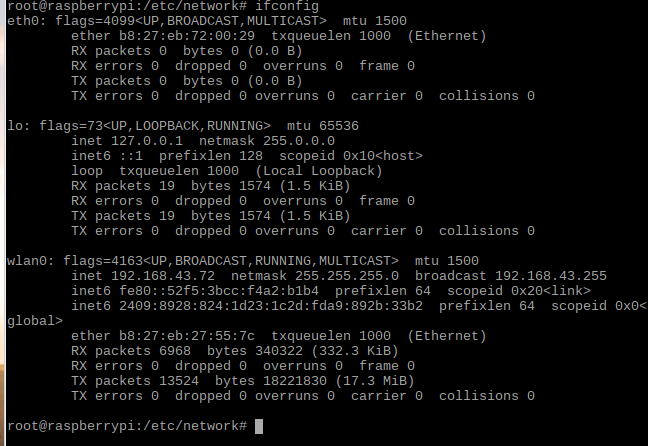 root@raspberrypi:/etc/network# ifconfig
eth0: flags=4099<UP,BROADCAST,MULTICAST>  mtu 1500
        ether b8:27:eb:72:00:29  txqueuelen 1000  (Ethernet)
        RX packets 0  bytes 0 (0.0 B)
        RX errors 0  dropped 0  overruns 0  frame 0
        TX packets 0  bytes 0 (0.0 B)
        TX errors 0  dropped 0 overruns 0  carrier 0  collisions 0
lo: flags=73<UP,LOOPBACK,RUNNING>  mtu 65536
        inet 127.0.0.1  netmask 255.0.0.0
        inet6 ::1  prefixlen 128  scopeid 0x10<host>
        loop  txqueuelen 1000  (Local Loopback)
        RX packets 19  bytes 1574 (1.5 KiB)
        RX errors 0  dropped 0  overruns 0  frame 0
        TX packets 19  bytes 1574 (1.5 KiB)
        TX errors 0  dropped 0 overruns 0  carrier 0  collisions 0
wlan0: flags=4163<UP,BROADCAST,RUNNING,MULTICAST>  mtu 1500
        inet 192.168.43.72  netmask 255.255.255.0  broadcast 192.168.43.255
        inet6 fe80::52f5:3bcc:f4a2:b1b4  prefixlen 64  scopeid 0x20<link>
        inet6 2409:8928:824:1d23:1c2d:fda9:892b:33b2  prefixlen 64  scopeid 0x0<
global>
        ether b8:27:eb:27:55:7c  txqueuelen 1000  (Ethernet)
        RX packets 6968  bytes 340322 (332.3 KiB)
        RX errors 0  dropped 0  overruns 0  frame 0
        TX packets 13524  bytes 18221830 (17.3 MiB)
        TX errors 0  dropped 0 overruns 0  carrier 0  collisions 0
root@raspberrypi:/etc/network#